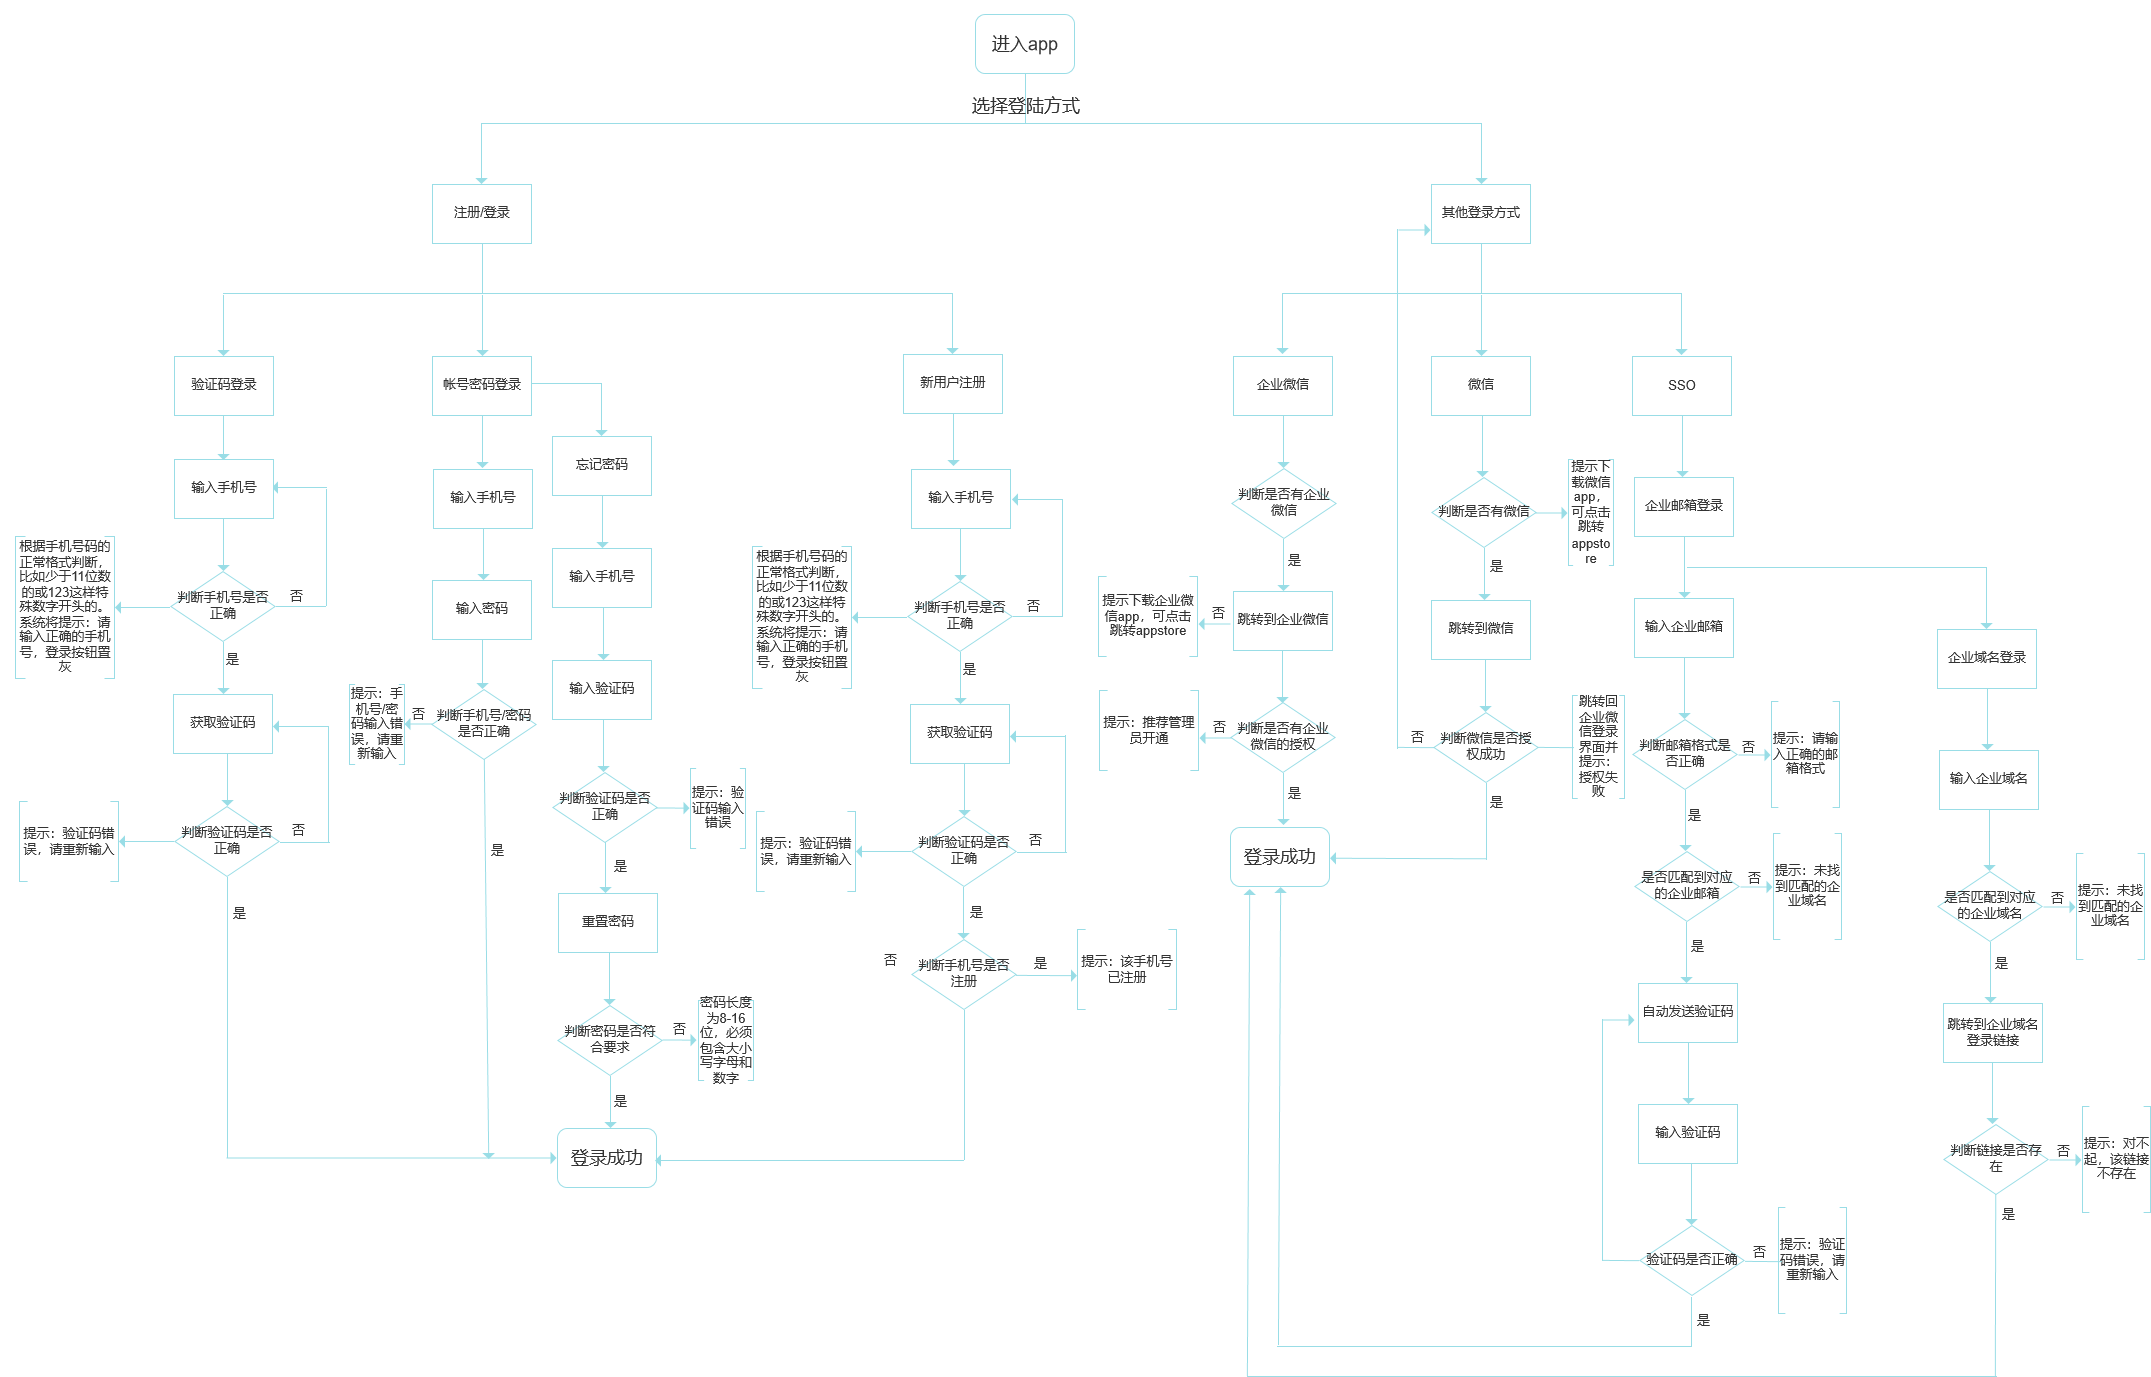 进入app
选择登陆方式
注册/登录
其他登录方式
验证码登录
帐号密码登录
新用户注册
企业微信
微信
SSO
输入手机号
判断手机号是否
正确
否
根据手机号码的
正常格式判断，
比如少于11位数
的或123这样特
殊数字开头的。
系统将提示：请
输入正确的手机
号，登录按钮置
灰
是
获取验证码
判断验证码是否
正确
否
提示：验证码错
误，请重新输入
是
输入手机号
输入密码
判断手机号/密码
是否正确
否
提示：手
机号/密
码输入错
误，请重
新输入
是
忘记密码
输入手机号
输入验证码
判断验证码是否
正确
提示：验
证码输入
错误
是
重置密码
判断密码是否符
合要求
否
密码长度
为8-16
位，必须
包含大小
写字母和
数字
是
登录成功
输入手机号
判断手机号是否
正确
否
根据手机号码的
正常格式判断，
比如少于11位数
的或123这样特
殊数字开头的。
系统将提示：请
输入正确的手机
号，登录按钮置
灰
是
获取验证码
判断验证码是否
正确
否
提示：验证码错
误，请重新输入
是
判断手机号是否
注册
否
是
提示：该手机号
已注册
判断是否有企业
微信
是
跳转到企业微信
否
提示下载企业微
信app，可点击
跳转appstore
判断是否有企业
微信的授权
否
提示：推荐管理
员开通
是
登录成功
判断是否有微信
提示下
载微信
app，
可点击
跳转
appsto
re
是
跳转到微信
判断微信是否授
权成功
否
跳转回
企业微
信登录
界面并
提示：
授权失
败
是
企业邮箱登录
输入企业邮箱
判断邮箱格式是
否正确
否
提示：请输
入正确的邮
箱格式
是
是否匹配到对应
的企业邮箱
否
提示：未找
到匹配的企
业域名
是
自动发送验证码
输入验证码
验证码是否正确
否
提示：验证
码错误，请
重新输入
是
企业域名登录
输入企业域名
是否匹配到对应
的企业域名
否
提示：未找
到匹配的企
业域名
是
跳转到企业域名
登录链接
判断链接是否存
在
否
提示：对不
起，该链接
不存在
是